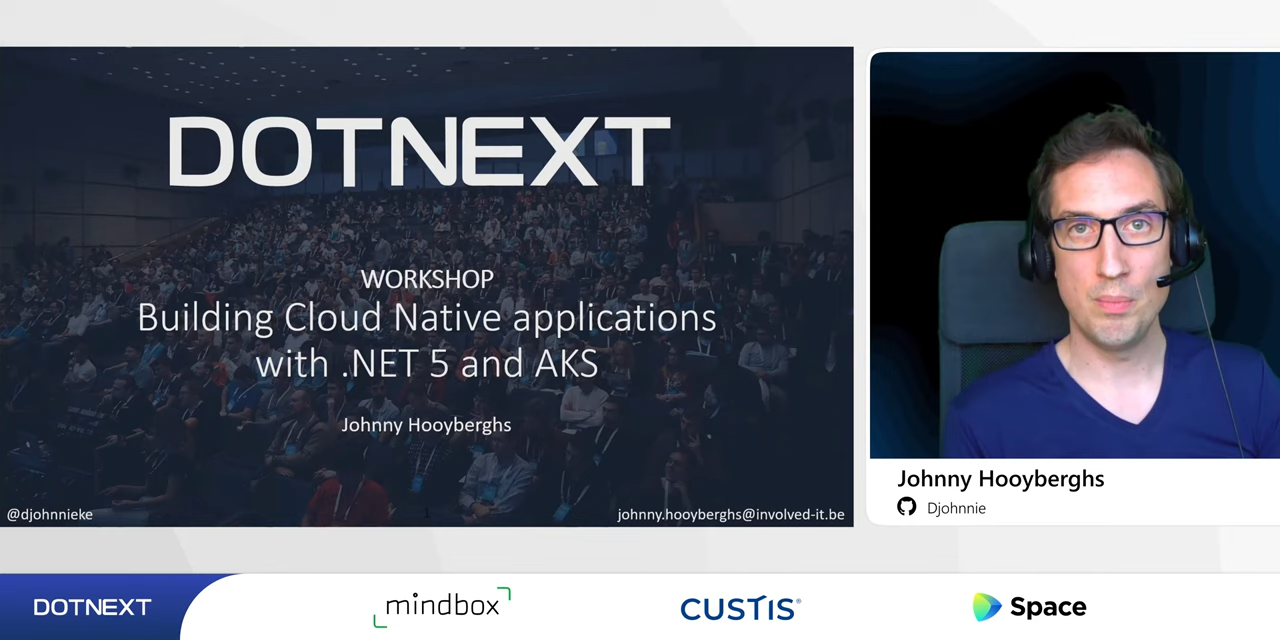 DOTNEXT
WORKSHOP
Building Cloud Native applications
with .NET 5 and AKS
Johnny Hooyberghs
@djohnnieke
1
johnny.hooyberghs@involved-it.be
Johnny Hooyberghs
Djohnnie
DOTNEXT
mindbox
CUSTIS®
Space